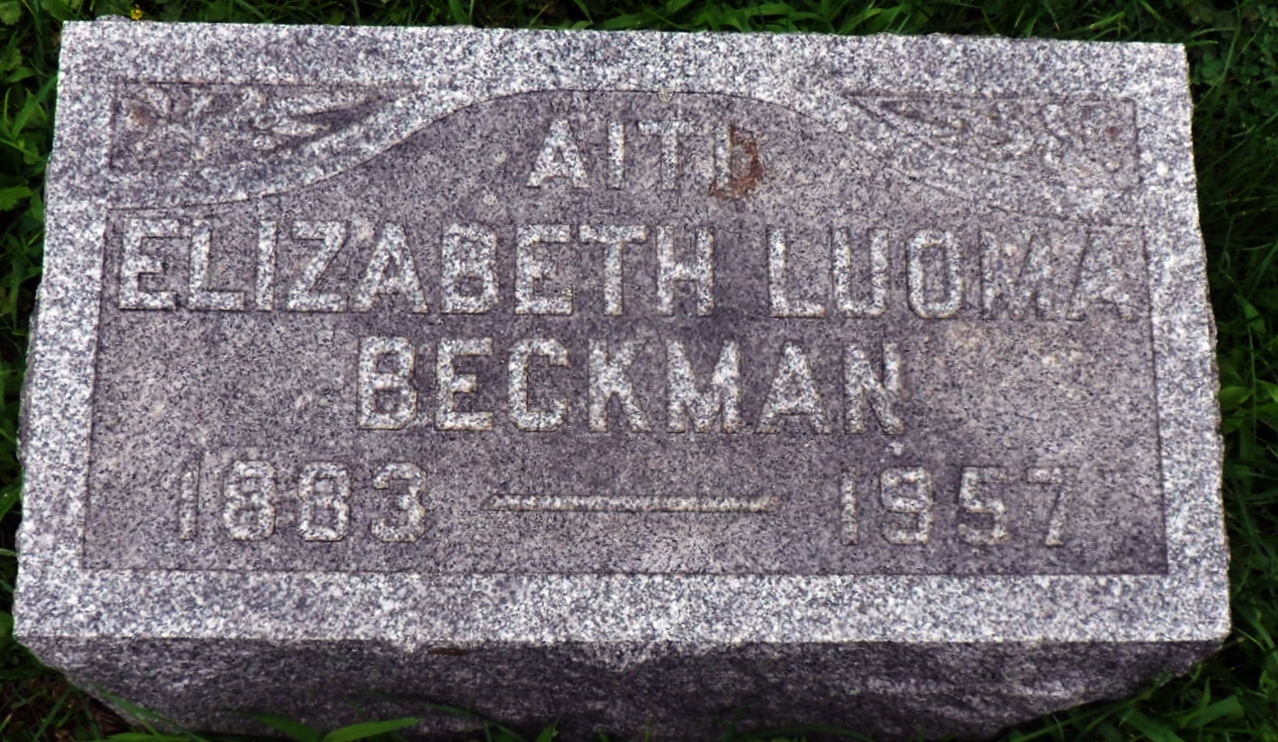 AITI
ELIZABETH LUOMA
BECKMAN
1883 — 1957